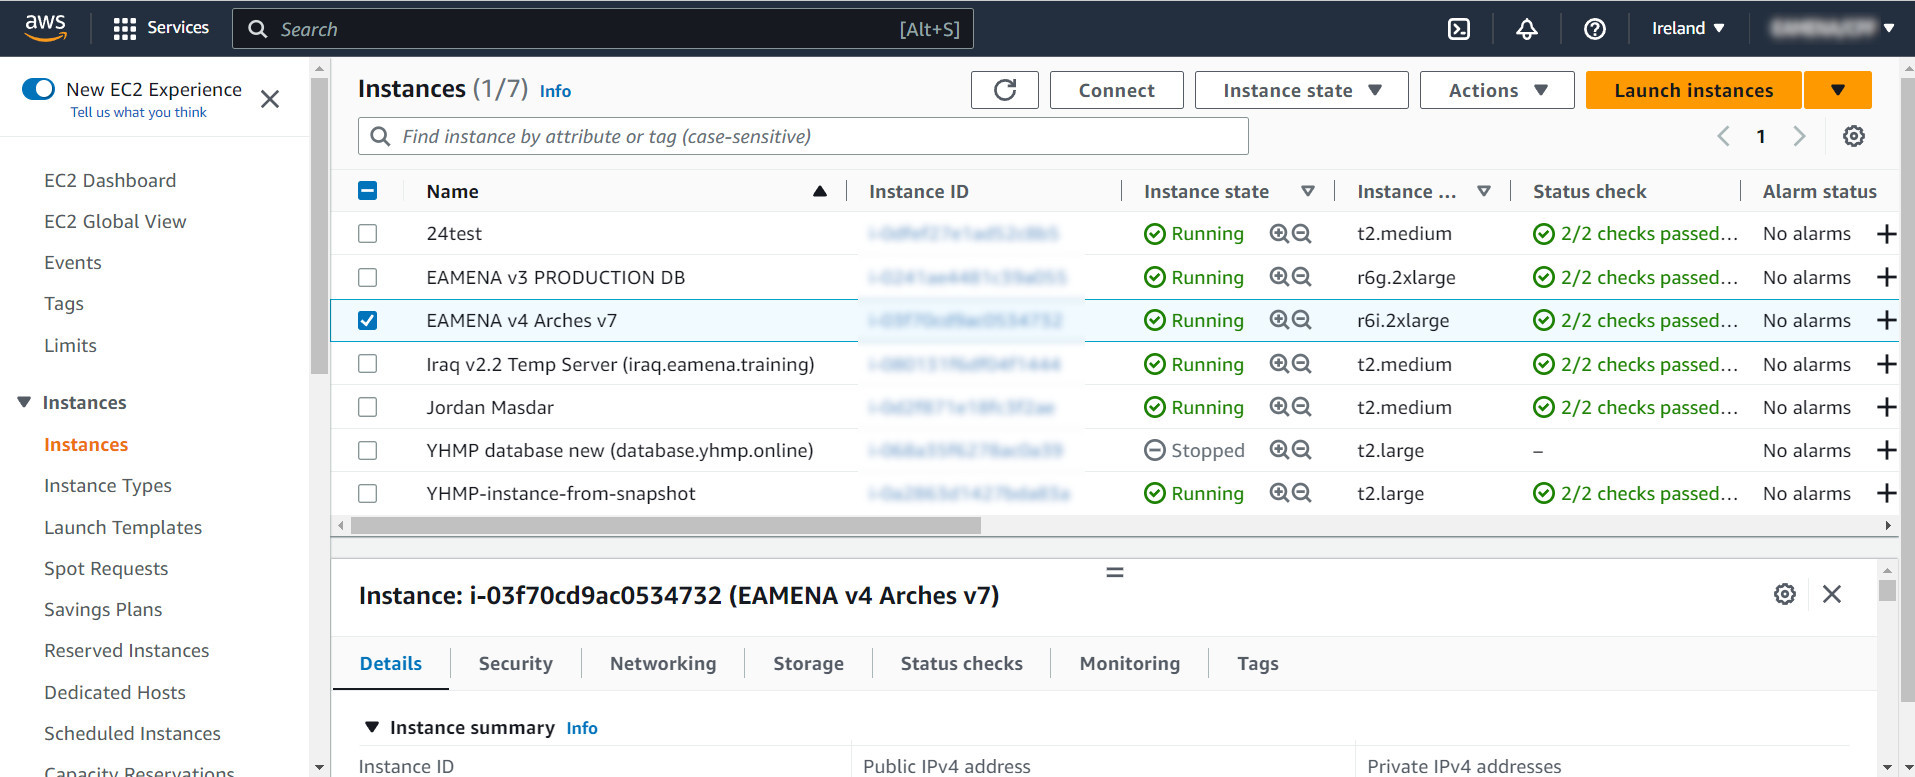 aws
Services
Search
[Alt+S]
Ireland
New EC2 Experience
Tell us what you think
EC2 Dashboard
EC2 Global View
Events
Tags
Limits
Instances
Instances
Instance Types
Launch Templates
Spot Requests
Savings Plans
Reserved Instances
Dedicated Hosts
Scheduled Instances
Capacity Reservations
Instances (1/7) Info
Connect
Instance state
Actions
Launch instances
Find instance by attribute or tag (case-sensitive)
1
Name Instance ID Instance state Instance ... Status check Alarm status
24test Running t2.medium 2/2 checks passed... No alarms
EAMENA v3 PRODUCTION DB Running r6g.2xlarge 2/2 checks passed... No alarms
EAMENA v4 Arches v7 Running r6i.2xlarge 2/2 checks passed... No alarms
Iraq v2.2 Temp Server (iraq.eamena.training) Running t2.medium 2/2 checks passed... No alarms
Jordan Masdar Running t2.medium 2/2 checks passed... No alarms
YHMP database new (database.yhmp.online) Stopped t2.large – No alarms
YHMP-instance-from-snapshot Running t2.large 2/2 checks passed... No alarms
Instance: i-03f70cd9ac0534732 (EAMENA v4 Arches v7)
Details Security Networking Storage Status checks Monitoring Tags
Instance summary Info
Instance ID Public IPv4 address Private IPv4 addresses